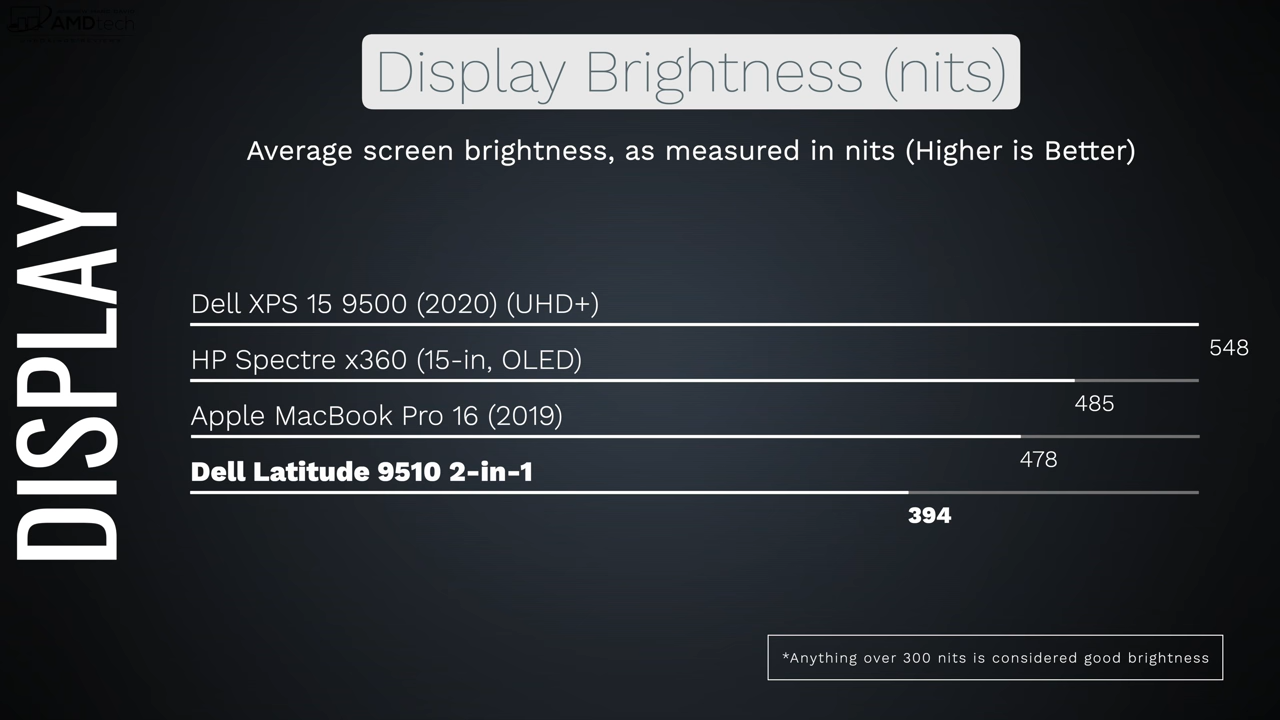 AMDtech
Display Brightness (nits)
Average screen brightness, as measured in nits (Higher is Better)
DISPLAY
Dell XPS 15 9500 (2020) (UHD+)
548
HP Spectre x360 (15-in, OLED)
485
Apple MacBook Pro 16 (2019)
478
Dell Latitude 9510 2-in-1
394
*Anything over 300 nits is considered good brightness